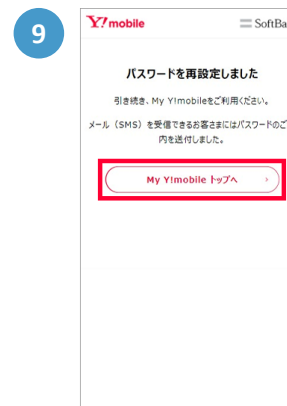 9
Y! mobile
SoftBa
パスワードを再設定しました
引き続き、My Y!mobileをご利用ください。
メール（SMS）を受信できるお客さまにはパスワードのご
内を送付しました。
My Y!mobile トップへ